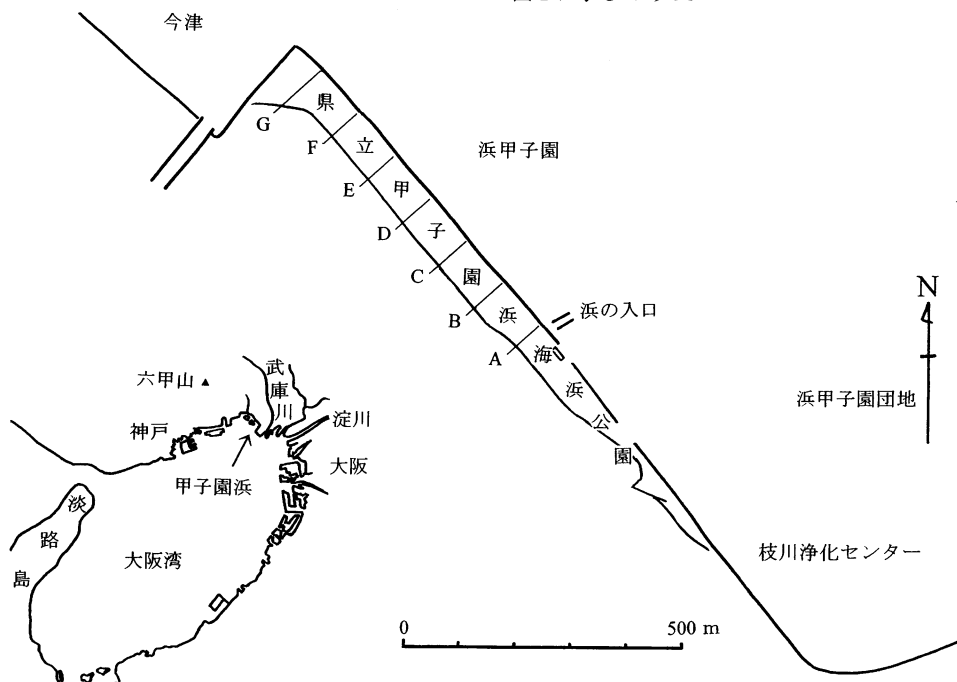 今津
県立甲子園浜海浜公園
G
F
E
D
C
B
A
浜甲子園
浜の入口
N
浜甲子園団地
枝川浄化センター
0 500 m
六甲山
武庫川
神戸
淀川
大阪
甲子園浜
淡路島
大阪湾